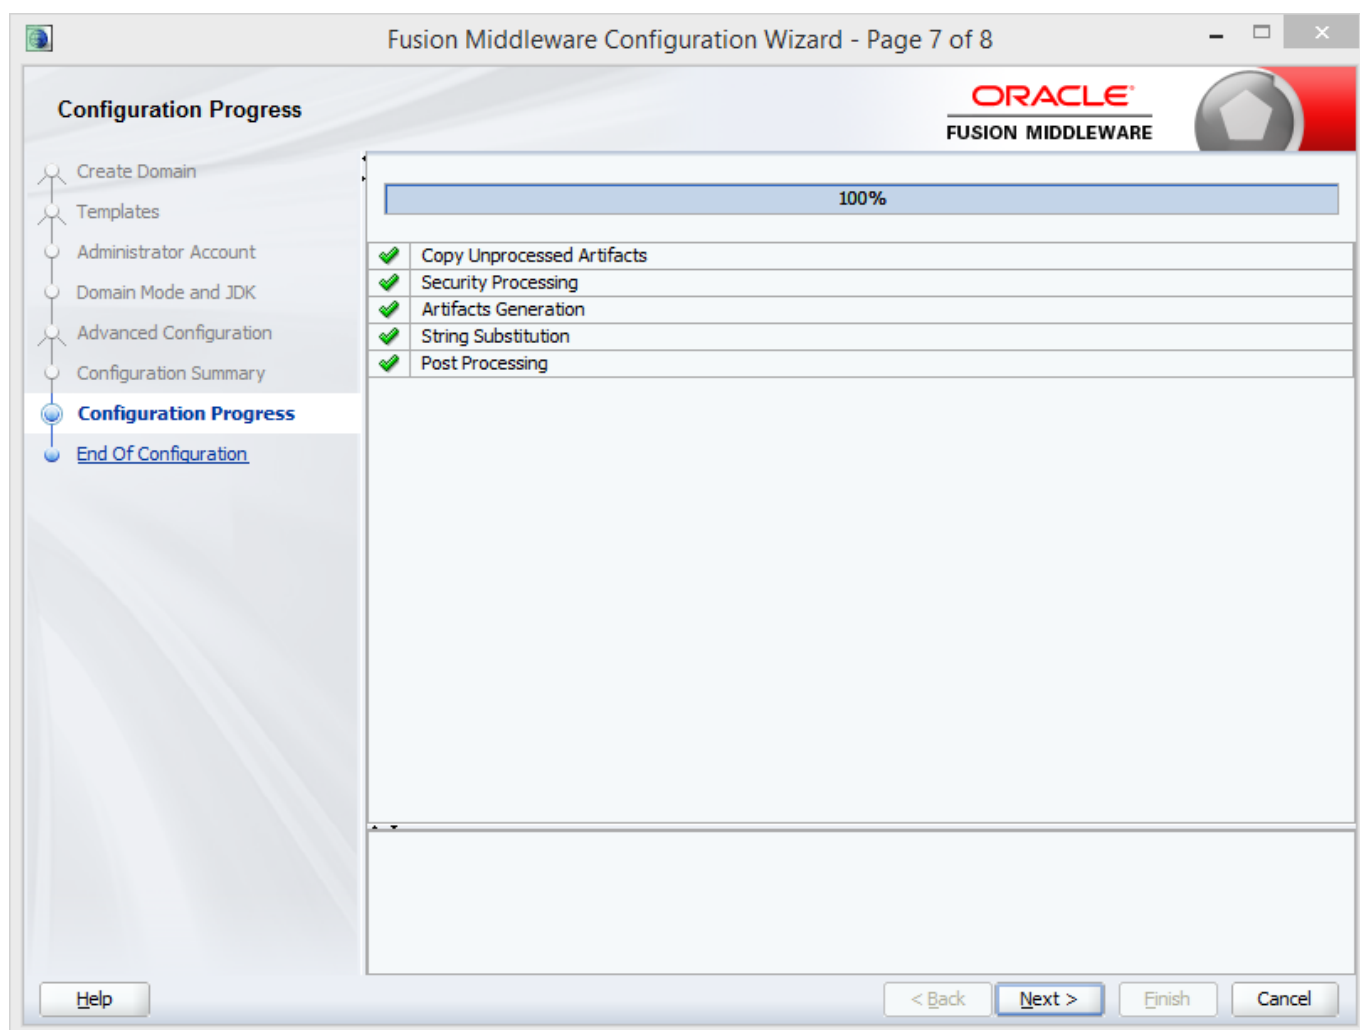 Fusion Middleware Configuration Wizard - Page 7 of 8
Configuration Progress
ORACLE
FUSION MIDDLEWARE
Create Domain
Templates
Administrator Account
Domain Mode and JDK
Advanced Configuration
Configuration Summary
Configuration Progress
End Of Configuration
100%
Copy Unprocessed Artifacts
Security Processing
Artifacts Generation
String Substitution
Post Processing
Help
< Back
Next >
Finish
Cancel